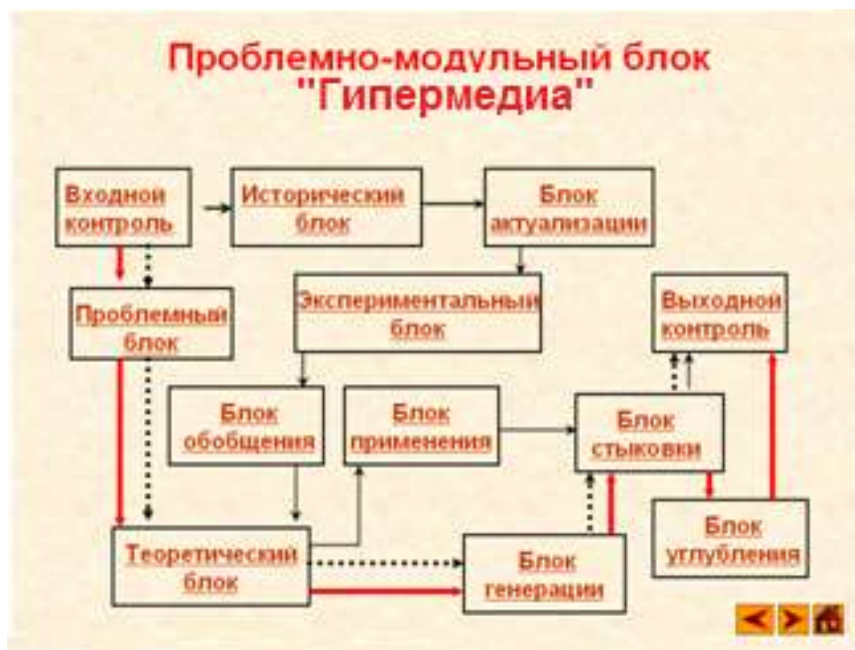 Проблемно-модульный блок
"Гипермедиа"
Входной
контроль
Исторический
блок
Блок
актуализации
Проблемный
блок
Экспериментальный
блок
Выходной
контроль
Блок
обобщения
Блок
применения
Блок
стыковки
Теоретический
блок
Блок
генерации
Блок
углубления